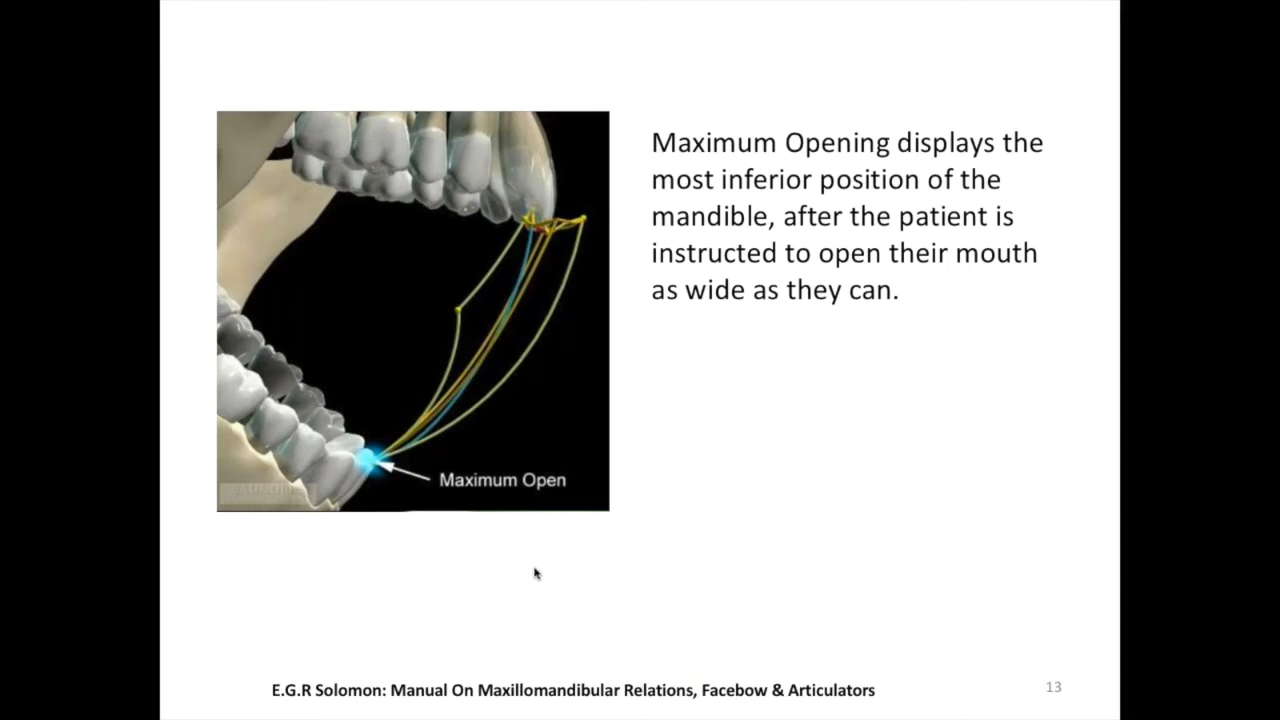 Maximum Opening displays the
most inferior position of the
mandible, after the patient is
instructed to open their mouth
as wide as they can.
Maximum Open
E.G.R Solomon: Manual On Maxillomandibular Relations, Facebow & Articulators
13